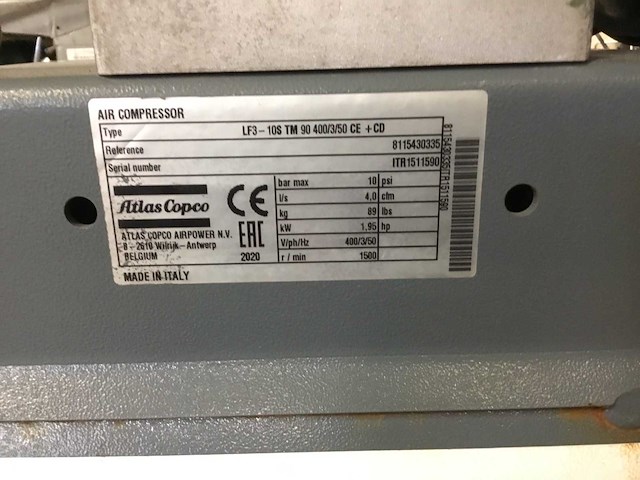 AIR COMPRESSOR
Type LF3-10S TM 90 400/3/50 CE +CD
Reference 8115430335
Serial number ITR1511590
Atlas Copco
ATLAS COPCO AIRPOWER N.V.
B-2610 Wilrijk-Antwerp
BELGIUM
CE
EAC
2020
bar max 10 psi
l/s 4,0 cfm
kg 89 lbs
kW 1,95 hp
V/ph/Hz 400/3/50
r / min 1500
8115430335ITR1511590
MADE IN ITALY